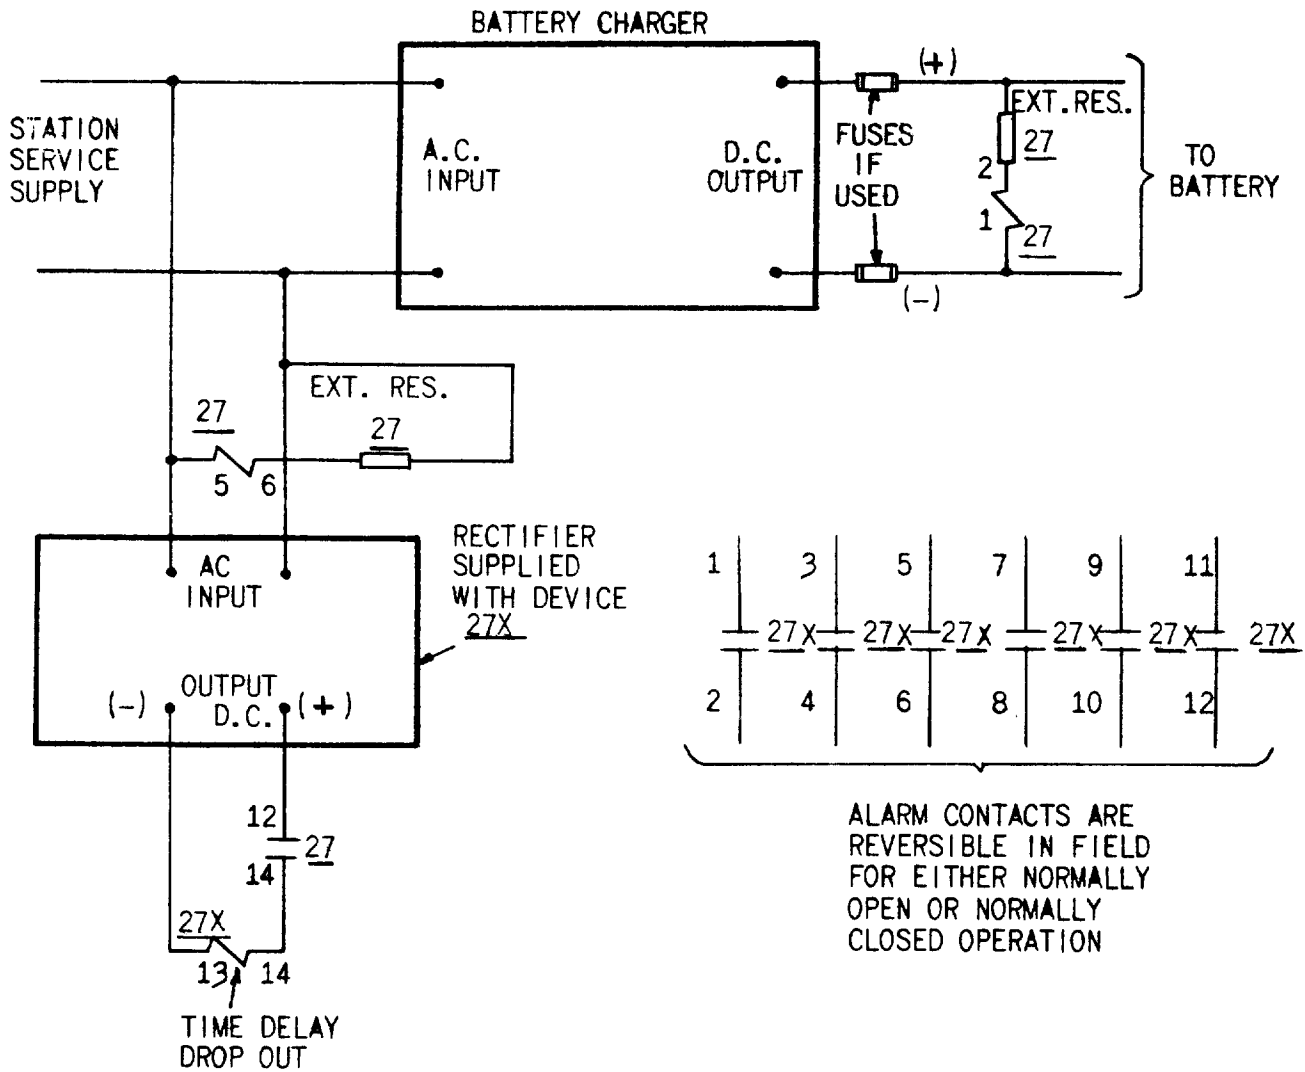 BATTERY CHARGER
STATION
SERVICE
SUPPLY
A.C.
INPUT
D.C.
OUTPUT
(+)
FUSES
IF
USED
(-)
EXT.RES.
27
2
1
27
TO
BATTERY
EXT. RES.
27
27
5 6
AC
INPUT
RECTIFIER
SUPPLIED
WITH DEVICE
27X
OUTPUT
(-) D.C. (+)
12
27
14
27X
13 14
TIME DELAY
DROP OUT
1 3 5 7 9 11
27X 27X 27X 27X 27X 27X
2 4 6 8 10 12
ALARM CONTACTS ARE
REVERSIBLE IN FIELD
FOR EITHER NORMALLY
OPEN OR NORMALLY
CLOSED OPERATION